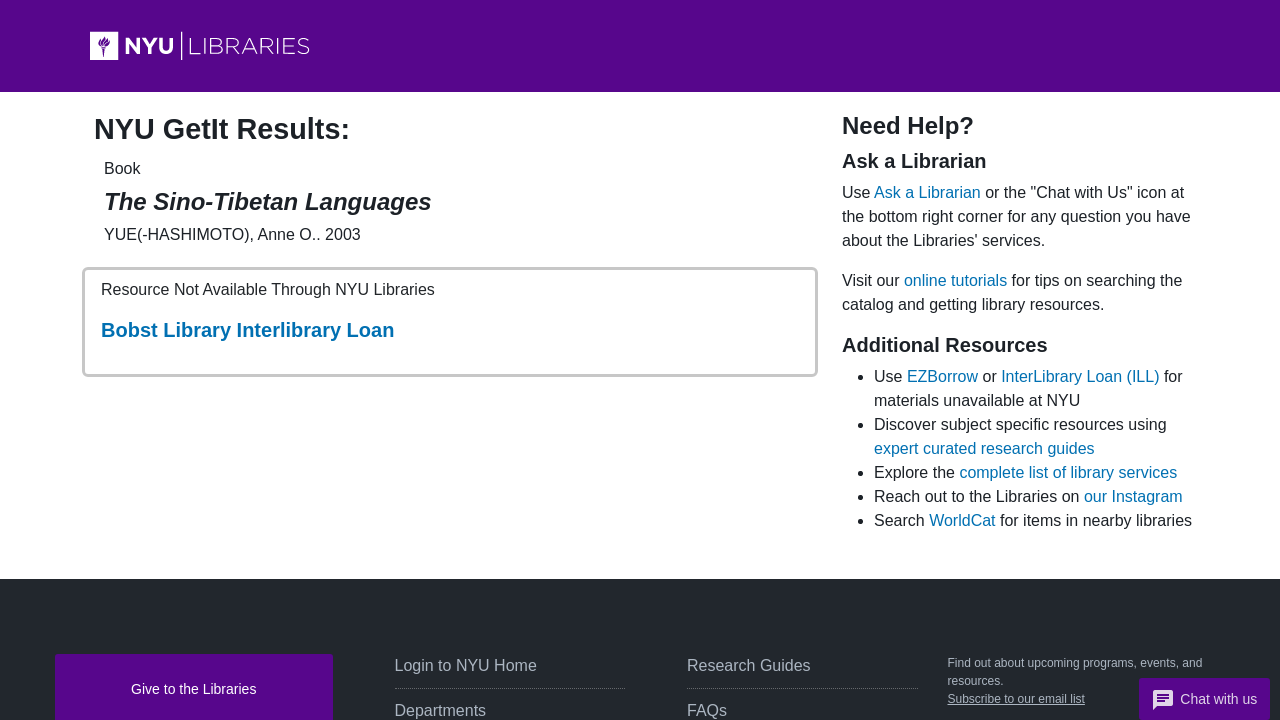 NYU | LIBRARIES
NYU GetIt Results:
Book
The Sino-Tibetan Languages
YUE(-HASHIMOTO), Anne O.. 2003
Resource Not Available Through NYU Libraries
Bobst Library Interlibrary Loan
Need Help?
Ask a Librarian
Use Ask a Librarian or the "Chat with Us" icon at
the bottom right corner for any question you have
about the Libraries' services.
Visit our online tutorials for tips on searching the
catalog and getting library resources.
Additional Resources
Use EZBorrow or InterLibrary Loan (ILL) for
materials unavailable at NYU
Discover subject specific resources using
expert curated research guides
Explore the complete list of library services
Reach out to the Libraries on our Instagram
Search WorldCat for items in nearby libraries
Give to the Libraries
Login to NYU Home
Departments
Research Guides
FAQs
Find out about upcoming programs, events, and
resources.
Subscribe to our email list
Chat with us